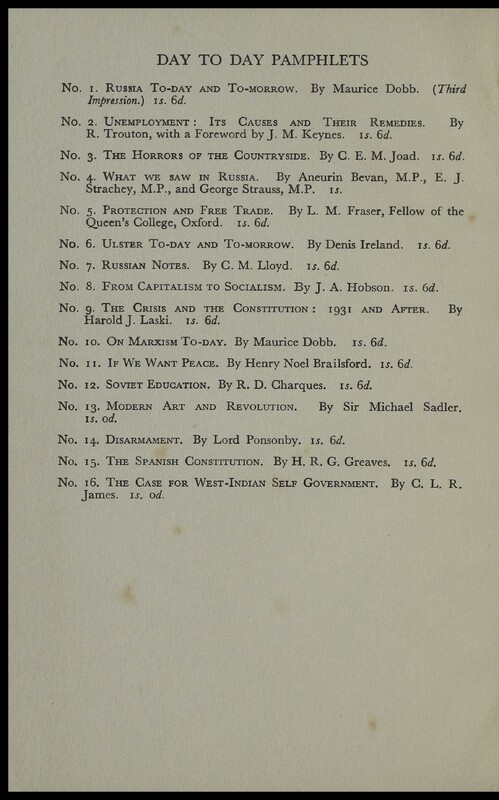 DAY TO DAY PAMPHLETS
No. 1. Russia To-day and To-morrow. By Maurice Dobb. (Third
Impression.) 1s. 6d.
No. 2. Unemployment : Its Causes and Their Remedies. By
R. Trouton, with a Foreword by J. M. Keynes. 1s. 6d.
No. 3. The Horrors of the Countryside. By C. E. M. Joad. 1s. 6d.
No. 4. What we saw in Russia. By Aneurin Bevan, M.P., E. J.
Strachey, M.P., and George Strauss, M.P. 1s.
No. 5. Protection and Free Trade. By L. M. Fraser, Fellow of the
Queen's College, Oxford. 1s. 6d.
No. 6. Ulster To-day and To-morrow. By Denis Ireland. 1s. 6d.
No. 7. Russian Notes. By C. M. Lloyd. 1s. 6d.
No. 8. From Capitalism to Socialism. By J. A. Hobson. 1s. 6d.
No. 9. The Crisis and the Constitution : 1931 and After. By
Harold J. Laski. 1s. 6d.
No. 10. On Marxism To-day. By Maurice Dobb. 1s. 6d.
No. 11. If We Want Peace. By Henry Noel Brailsford. 1s. 6d.
No. 12. Soviet Education. By R. D. Charques. 1s. 6d.
No. 13. Modern Art and Revolution. By Sir Michael Sadler.
1s. 0d.
No. 14. Disarmament. By Lord Ponsonby. 1s. 6d.
No. 15. The Spanish Constitution. By H. R. G. Greaves. 1s. 6d.
No. 16. The Case for West-Indian Self Government. By C. L. R.
James. 1s. 0d.